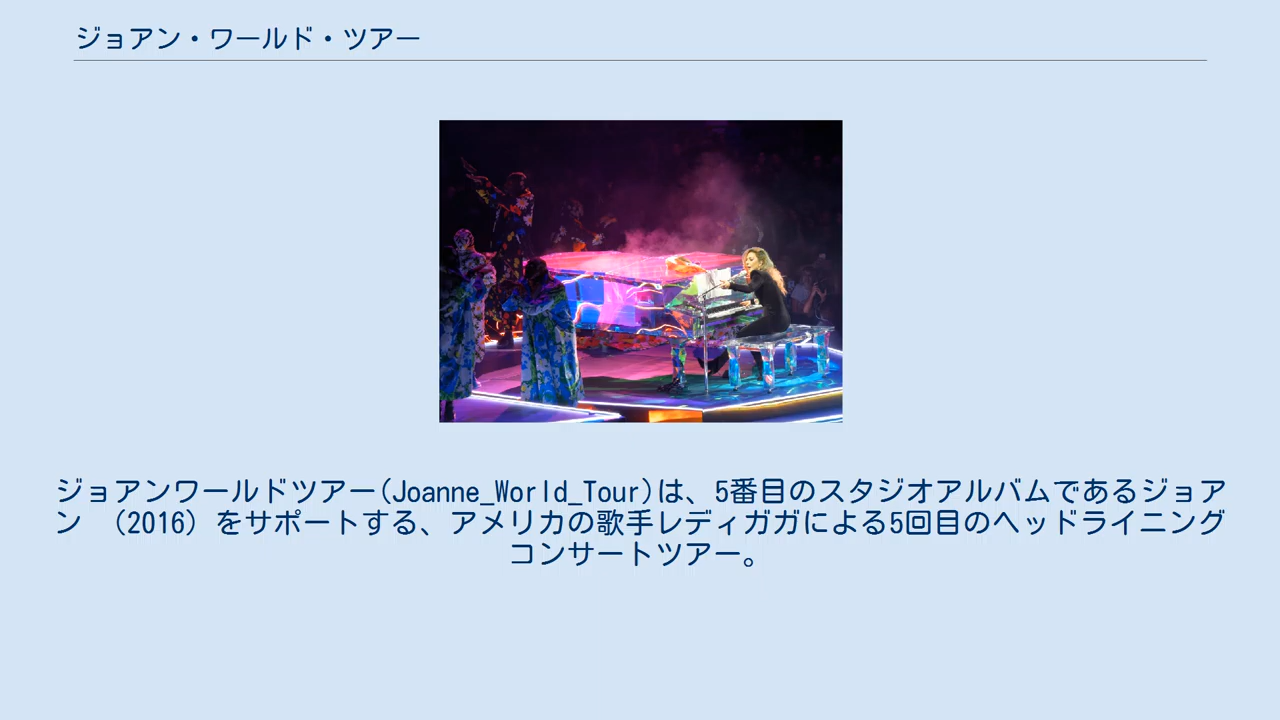 ジョアン・ワールド・ツアー
ジョアンワールドツアー(Joanne_World_Tour)は、5番目のスタジオアルバムであるジョア
ン （2016）をサポートする、アメリカの歌手レディガガによる5回目のヘッドライニング
コンサートツアー。